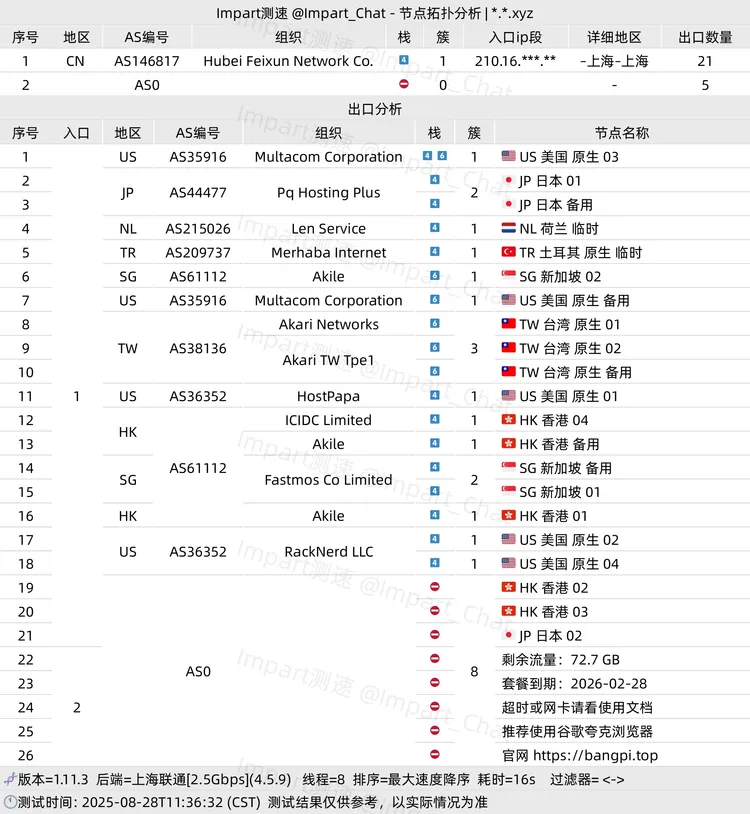 Impart测速 @Impart_Chat - 节点拓扑分析 | *.*.xyz
序号 地区 AS编号 组织 栈 簇 入口ip段 详细地区 出口数量
1 CN AS146817 Hubei Feixun Network Co. 4 1 210.16.***.** -上海-上海 21
2 AS0 0 - 5
出口分析
序号 入口 地区 AS编号 组织 栈 簇 节点名称
1 US AS35916 Multacom Corporation 4 6 1 US 美国 原生 03
2 4 JP 日本 01
JP AS44477 Pq Hosting Plus 2
3 4 JP 日本 备用
4 NL AS215026 Len Service 4 1 NL 荷兰 临时
5 TR AS209737 Merhaba Internet 4 1 TR 土耳其 原生 临时
6 SG AS61112 Akile 6 1 SG 新加坡 02
7 US AS35916 Multacom Corporation 6 1 US 美国 原生 备用
8 Akari Networks 6 TW 台湾 原生 01
9 TW AS38136 6 3 TW 台湾 原生 02
Akari TW Tpe1
10 6 TW 台湾 原生 备用
11 1 US AS36352 HostPapa 4 1 US 美国 原生 01
12 ICIDC Limited 4 1 HK 香港 04
HK
13 Akile 4 1 HK 香港 备用
14 4 SG 新加坡 备用
AS61112
SG Fastmos Co Limited 2
15 4 SG 新加坡 01
16 HK Akile 4 1 HK 香港 01
17 4 1 US 美国 原生 02
US AS36352 RackNerd LLC
18 4 1 US 美国 原生 04
19 HK 香港 02
20 HK 香港 03
21 JP 日本 02
22 剩余流量：72.7 GB
AS0 8
23 套餐到期：2026-02-28
24 2 超时或网卡请看使用文档
25 推荐使用谷歌夸克浏览器
26 官网 https://bangpi.top
版本=1.11.3 后端=上海联通[2.5Gbps](4.5.9) 线程=8 排序=最大速度降序 耗时=16s 过滤器= <->
测试时间: 2025-08-28T11:36:32 (CST) 测试结果仅供参考，以实际情况为准